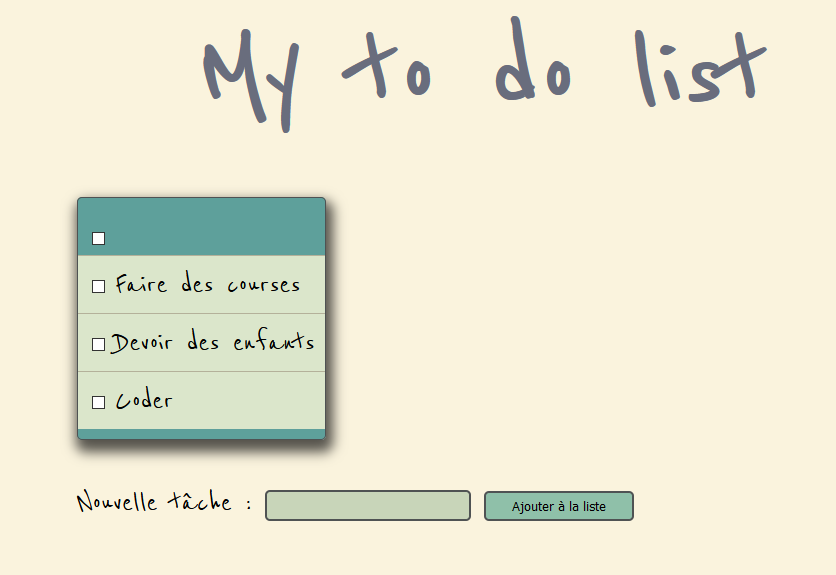 My to do list
Faire des courses
Devoir des enfants
Coder
Nouvelle tâche :
Ajouter à la liste